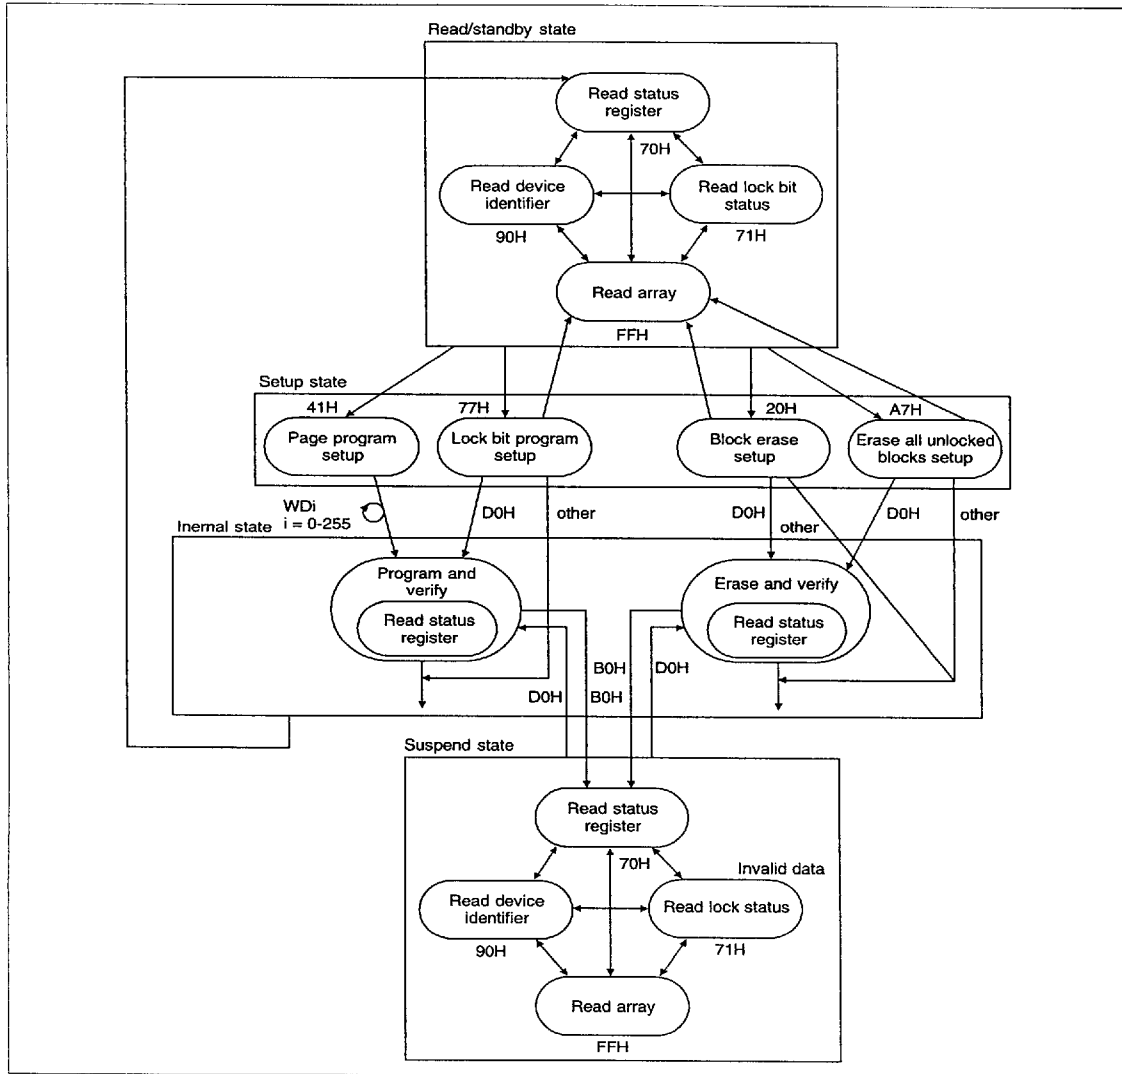 Read/standby state
Read status
register
70H
Read device
identifier
Read lock bit
status
90H
71H
Read array
FFH
Setup state
41H
77H
20H
A7H
Page program
setup
Lock bit program
setup
Block erase
setup
Erase all unlocked
blocks setup
WDi
i = 0-255
D0H
other
D0H
other
D0H
other
Inernal state
Program and
verify
Read status
register
Erase and verify
Read status
register
B0H
D0H
D0H
B0H
Suspend state
Read status
register
70H
Invalid data
Read device
identifier
Read lock status
90H
71H
Read array
FFH